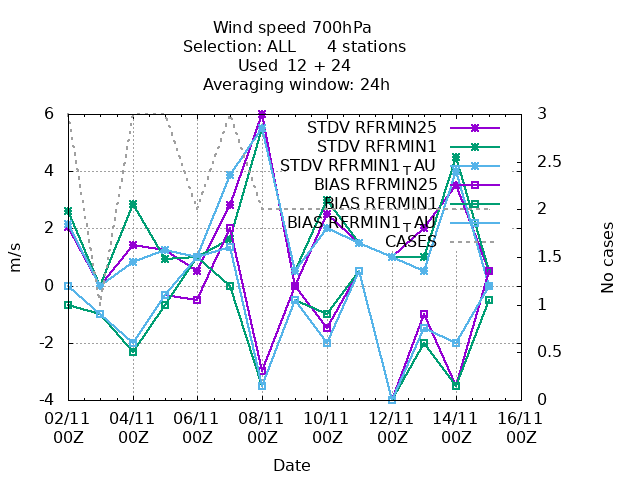 Wind speed 700hPa
Selection: ALL      4 stations
Used  12 + 24
Averaging window: 24h
STDV RFRMIN25
STDV RFRMIN1
STDV RFRMIN1_AU
BIAS RFRMIN25
BIAS RFRMIN1
BIAS RFRMIN1_AU
CASES
m/s
6
4
2
0
-2
-4
3
2.5
2
1.5
1
0.5
0
No cases
02/11 04/11 06/11 08/11 10/11 12/11 14/11 16/11
00Z 00Z 00Z 00Z 00Z 00Z 00Z 00Z
Date